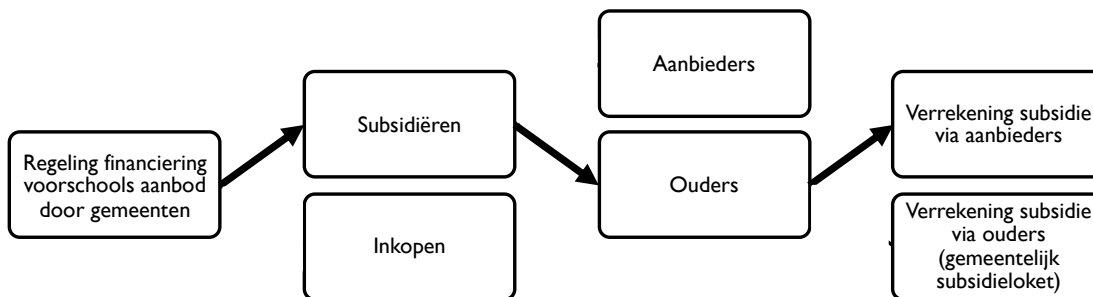 Regeling financiering
voorschools aanbod
door gemeenten
Subsidiëren
Inkopen
Aanbieders
Ouders
Verrekening subsidie
via aanbieders
Verrekening subsidie
via ouders
(gemeentelijk
subsidieloket)